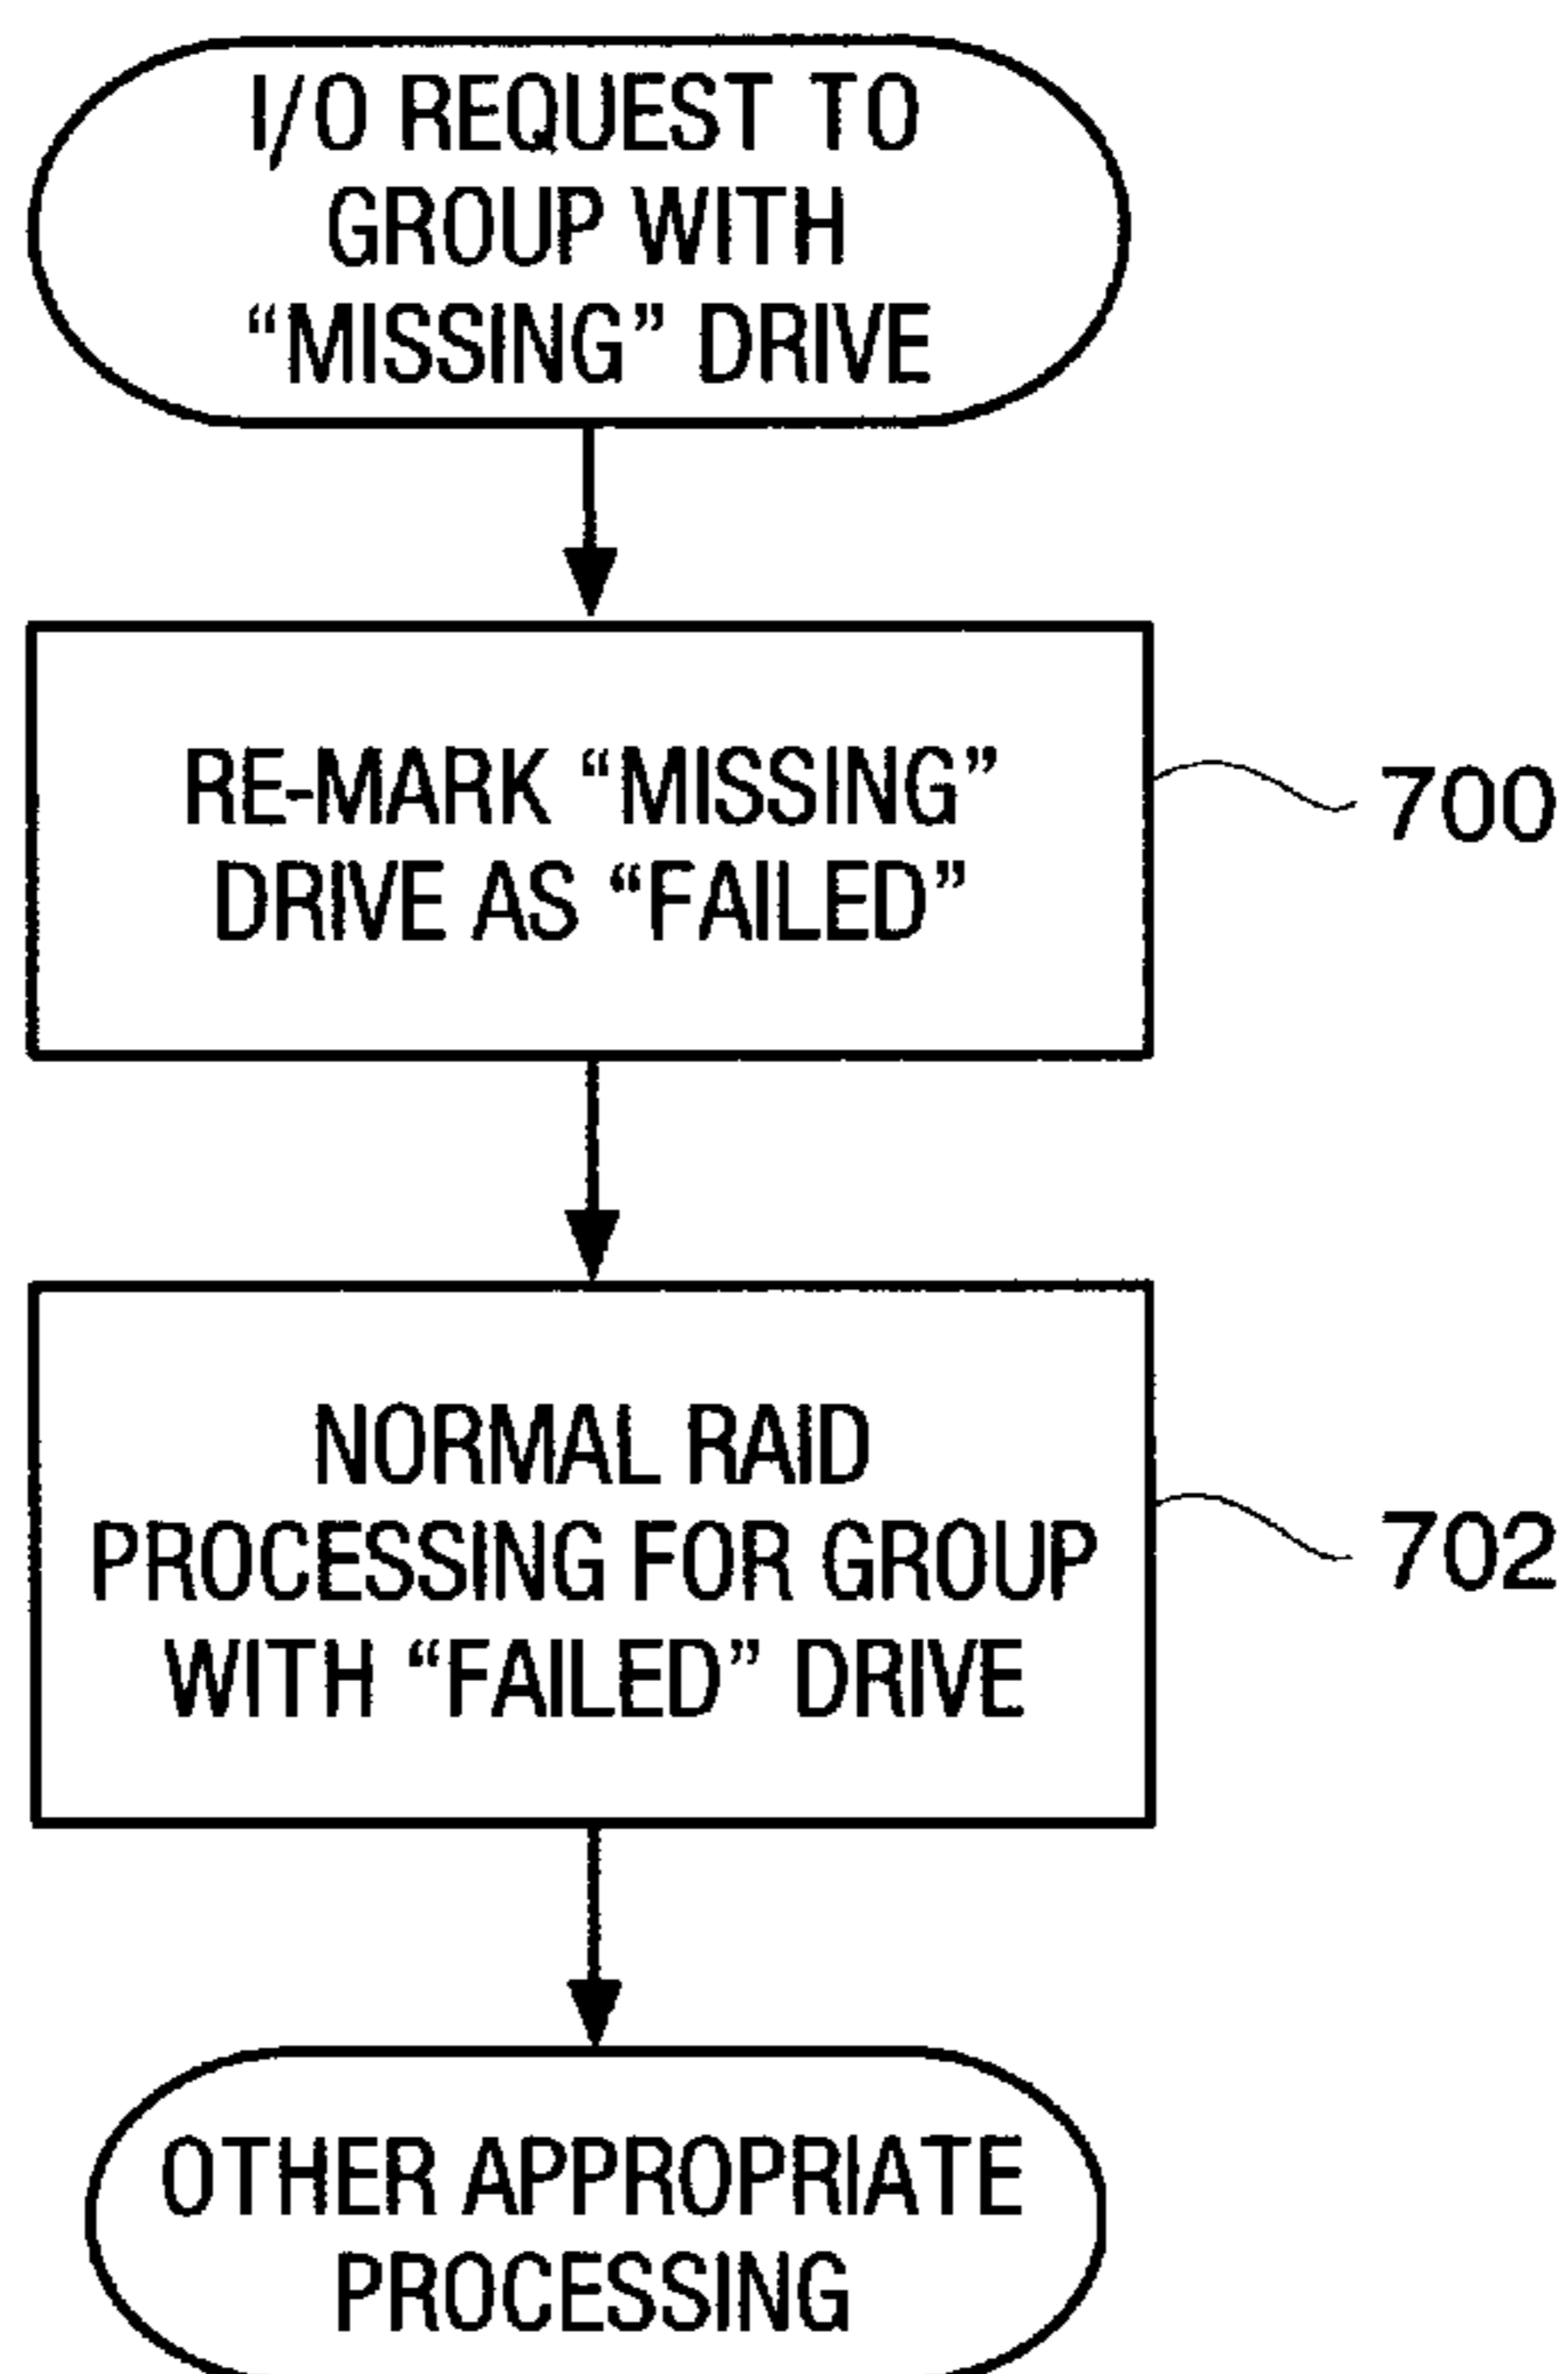 I/O REQUEST TO
GROUP WITH
“MISSING” DRIVE
RE-MARK “MISSING”
DRIVE AS “FAILED”
700
NORMAL RAID
PROCESSING FOR GROUP
WITH “FAILED” DRIVE
702
OTHER APPROPRIATE
PROCESSING